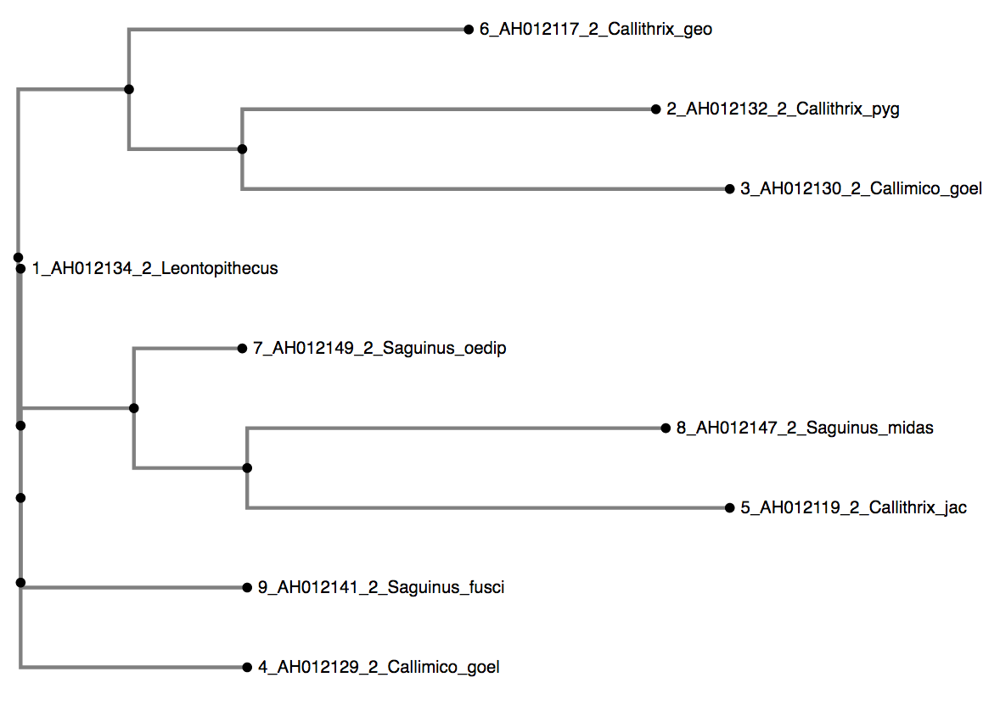 6_AH012117_2_Callithrix_geo
2_AH012132_2_Callithrix_pyg
3_AH012130_2_Callimico_goel
1_AH012134_2_Leontopithecus
7_AH012149_2_Saguinus_oedip
8_AH012147_2_Saguinus_midas
5_AH012119_2_Callithrix_jac
9_AH012141_2_Saguinus_fusci
4_AH012129_2_Callimico_goel